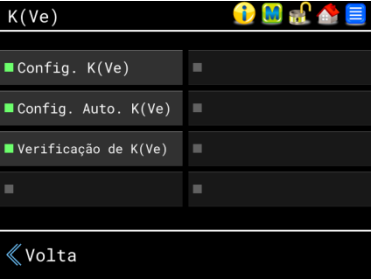 K(Ve)
i M
Config. K(Ve)
Config. Auto. K(Ve)
Verificação de K(Ve)
Volta